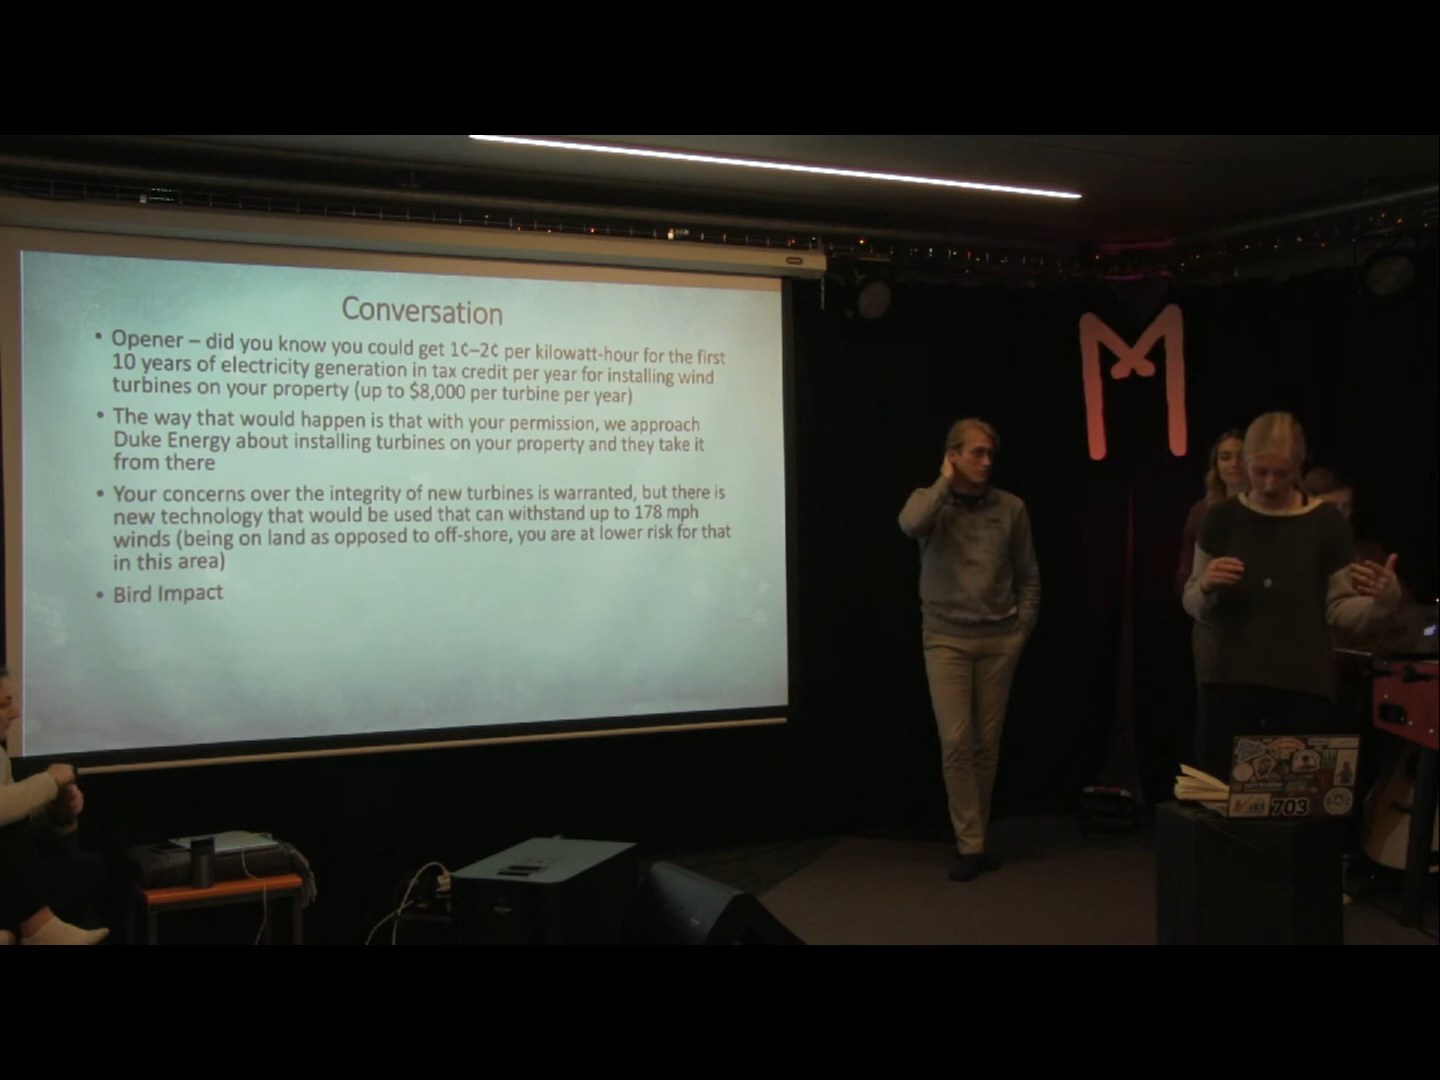 Conversation
• Opener – did you know you could get 1¢–2¢ per kilowatt-hour for the first
10 years of electricity generation in tax credit per year for installing wind
turbines on your property (up to $8,000 per turbine per year)
• The way that would happen is that with your permission, we approach
Duke Energy about installing turbines on your property and they take it
from there
• Your concerns over the integrity of new turbines is warranted, but there is
new technology that would be used that can withstand up to 178 mph
winds (being on land as opposed to off-shore, you are at lower risk for that
in this area)
• Bird Impact
M
703